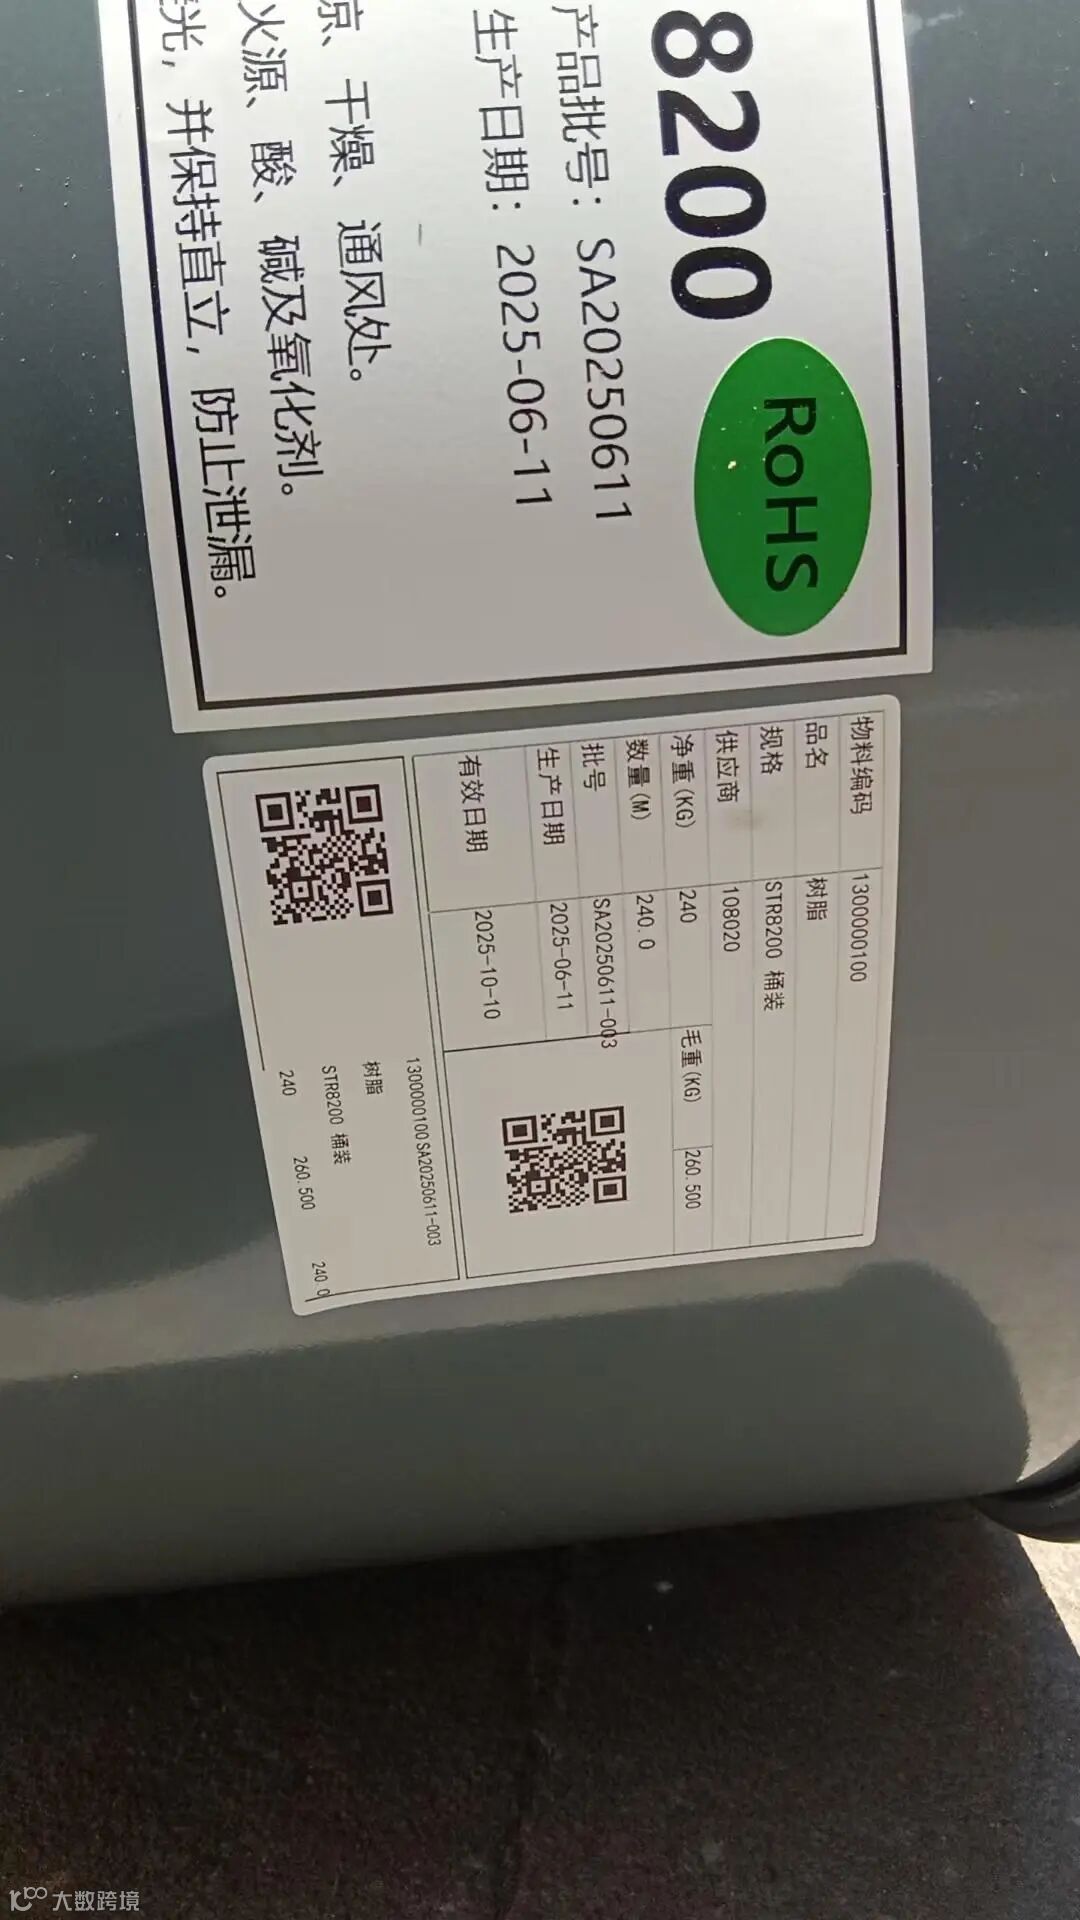 8200
RoHS
产品批号：SA20250611
生产日期：2025-06-11
凉、干燥、通风处。
火源、酸、碱及氧化剂。
光，并保持直立，防止泄漏。
物料编码 1300000100
品名 树脂
规格 STR8200 桶装
供应商 108020
净重(KG) 240 毛重(KG) 260.500
数量(M) 240.0
批号 SA20250611-003
生产日期 2025-06-11
有效日期 2025-10-10
1300000100 SA20250611-003
树脂
STR8200 桶装
240 260.500 240.0
大数跨境